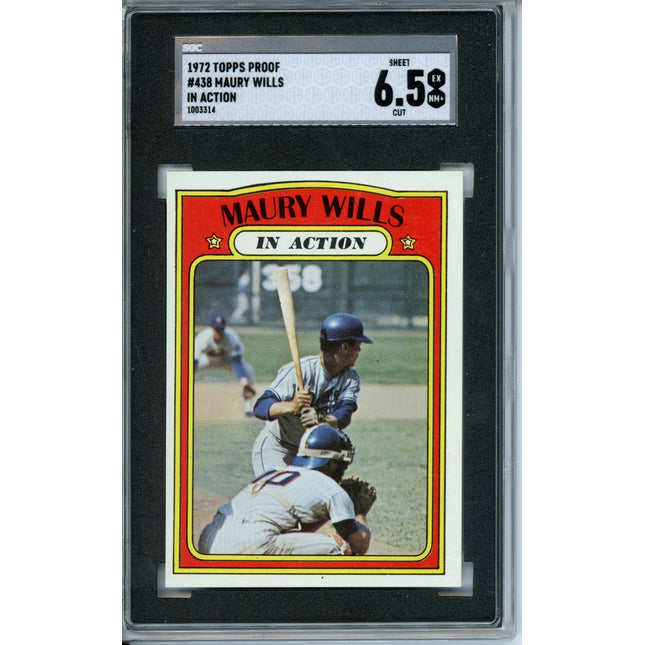 SGC
1972 TOPPS PROOF
#438 MAURY WILLS
IN ACTION
1003314
SHEET
6.5
CUT
EX
NM+
MAURY WILLS
IN ACTION
358